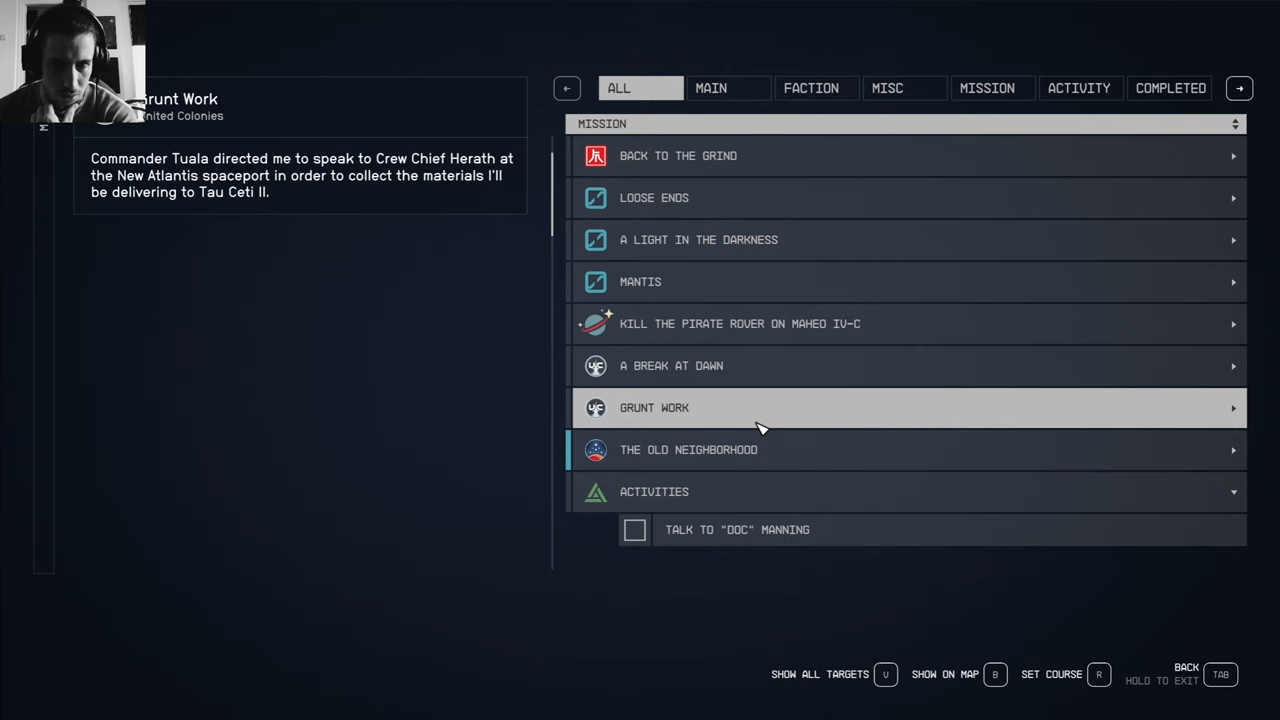 Grunt Work
United Colonies
M
Commander Tuala directed me to speak to Crew Chief Herath at
the New Atlantis spaceport in order to collect the materials I'll
be delivering to Tau Ceti II.
ALL MAIN FACTION MISC MISSION ACTIVITY COMPLETED
MISSION
BACK TO THE GRIND
LOOSE ENDS
A LIGHT IN THE DARKNESS
MANTIS
KILL THE PIRATE ROVER ON MAHEO IV-C
UC A BREAK AT DAWN
UC GRUNT WORK
THE OLD NEIGHBORHOOD
ACTIVITIES
TALK TO "DOC" MANNING
SHOW ALL TARGETS V SHOW ON MAP B SET COURSE R BACK TAB
HOLD TO EXIT